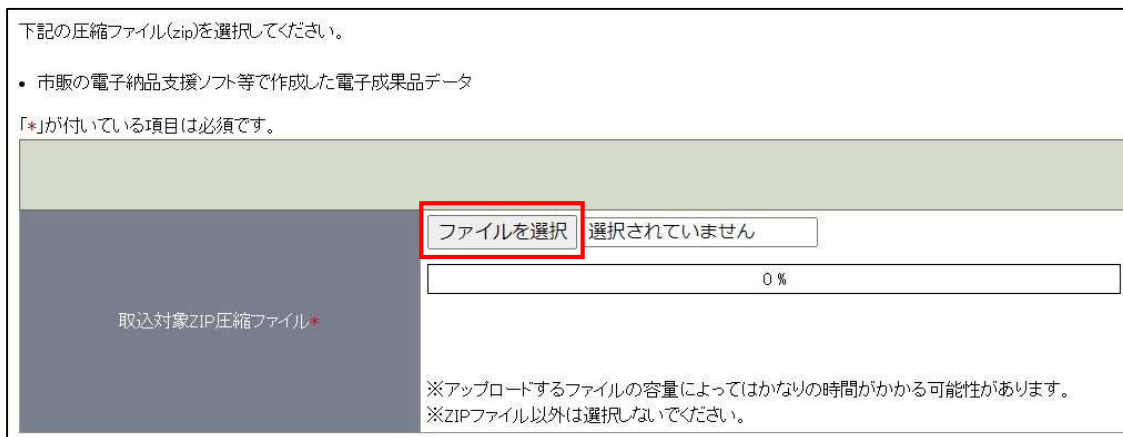 下記の圧縮ファイル(zip)を選択してください。
• 市販の電子納品支援ソフト等で作成した電子成果品データ
「*」が付いている項目は必須です。
ファイルを選択 選択されていません
0 %
取込対象ZIP圧縮ファイル*
※アップロードするファイルの容量によってはかなりの時間がかかる可能性があります。
※ZIPファイル以外は選択しないでください。